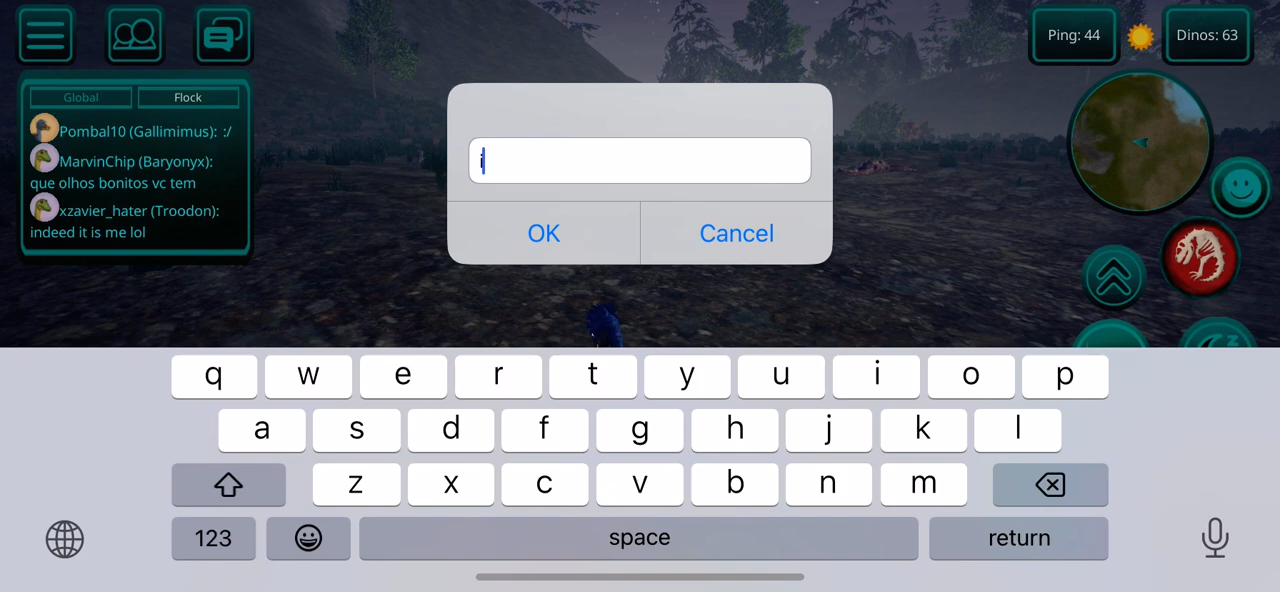 Ping: 44
Dinos: 63
Global
Flock
Pombal10 (Gallimimus): :/
MarvinChip (Baryonyx):
que olhos bonitos vc tem
xzavier_hater (Troodon):
indeed it is me lol
i
OK
Cancel
q w e r t y u i o p
a s d f g h j k l
z x c v b n m
123
space
return